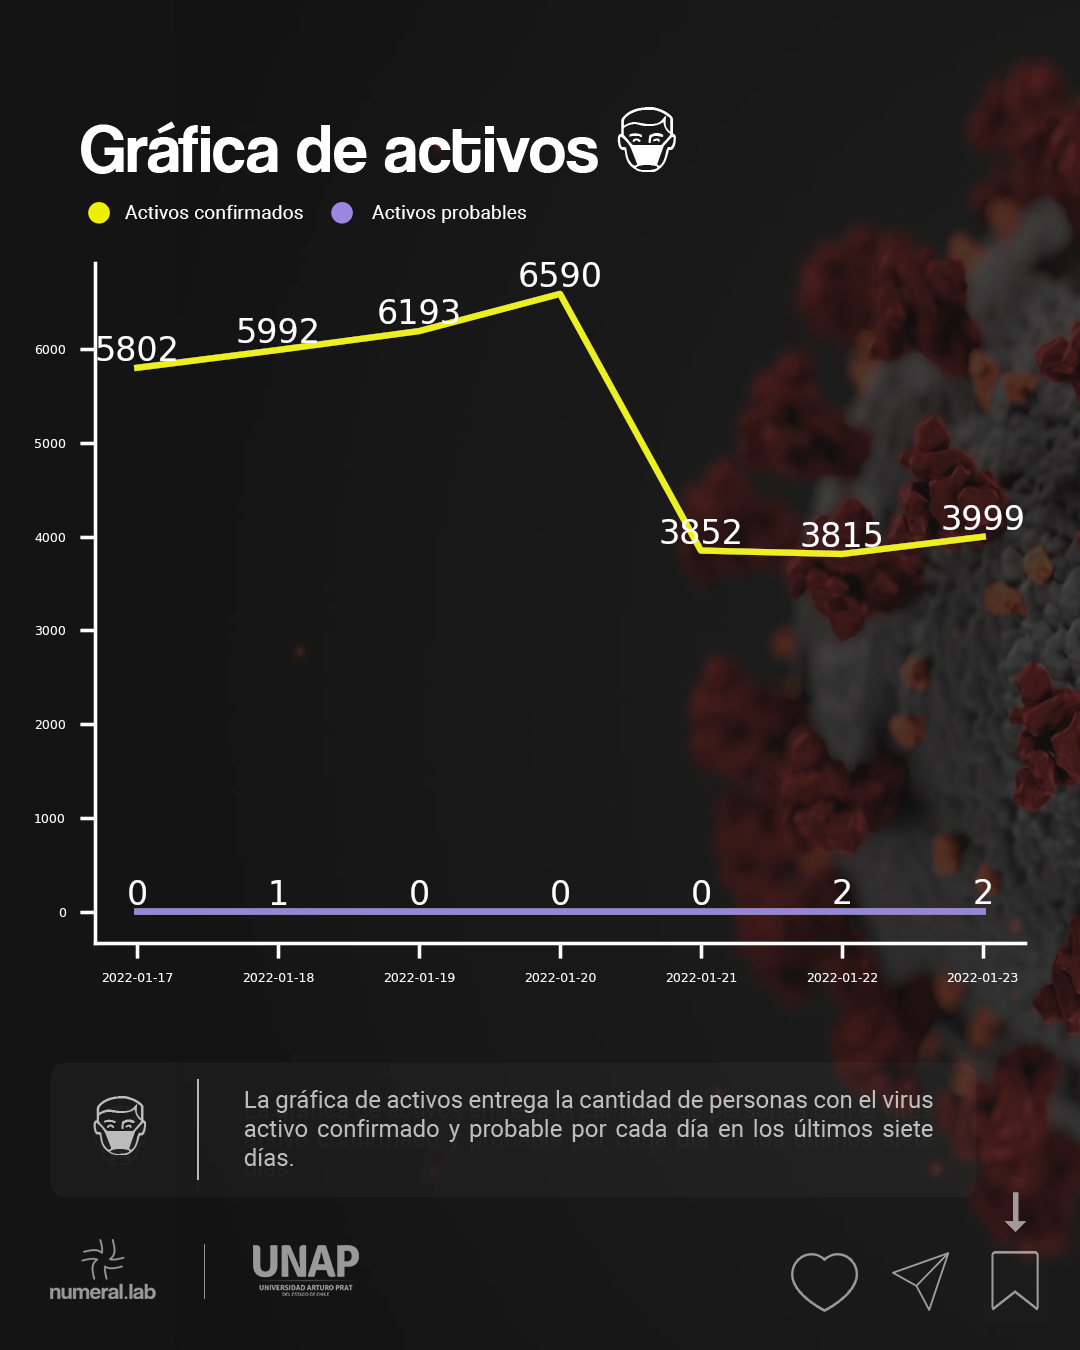 Gráfica de activos
Activos confirmados Activos probables
6590
6193
5992
5802
6000
5000
3999
3852 3815
4000
3000
2000
1000
0 1 0 0 0 2 2
0
2022-01-17 2022-01-18 2022-01-19 2022-01-20 2022-01-21 2022-01-22 2022-01-23
La gráfica de activos entrega la cantidad de personas con el virus
activo confirmado y probable por cada día en los últimos siete
días.
numeral.lab
UNAP
UNIVERSIDAD ARTURO PRAT
DEL ESTADO DE CHILE